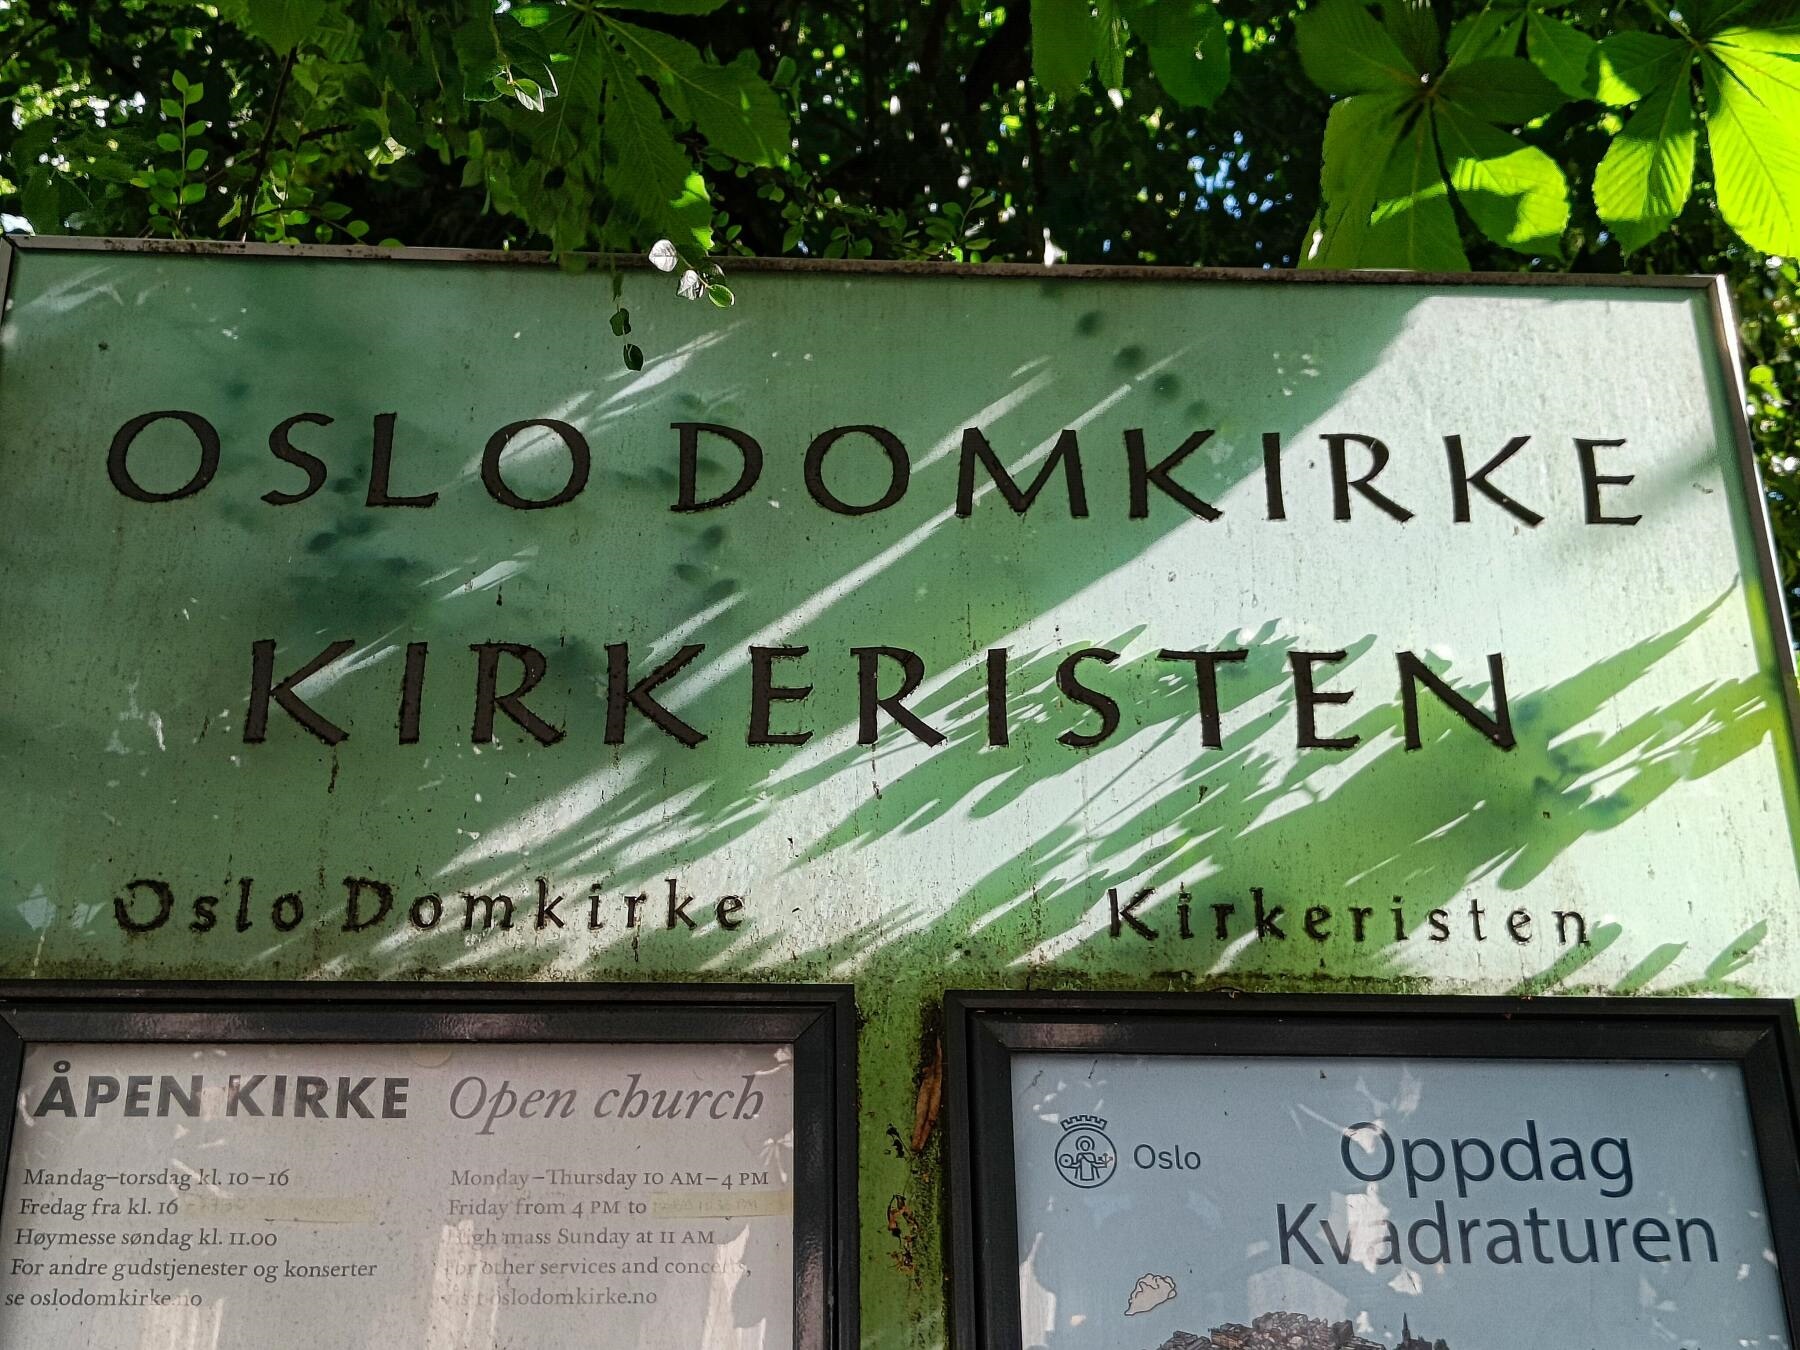 OSLO DOMKIRKE
KIRKERISTEN
Oslo Domkirke
Kirkeristen
ÅPEN KIRKE
Mandag–torsdag kl. 10–16
Fredag fra kl. 16
Høymesse søndag kl. 11.00
For andre gudstjenester og konserter
se oslodomkirke.no
Open church
Monday–Thursday 10 AM–4 PM
Friday from 4 PM to
High mass Sunday at 11 AM
For other services and concerts,
visit oslodomkirke.no
Oslo
Oppdag
Kvadraturen